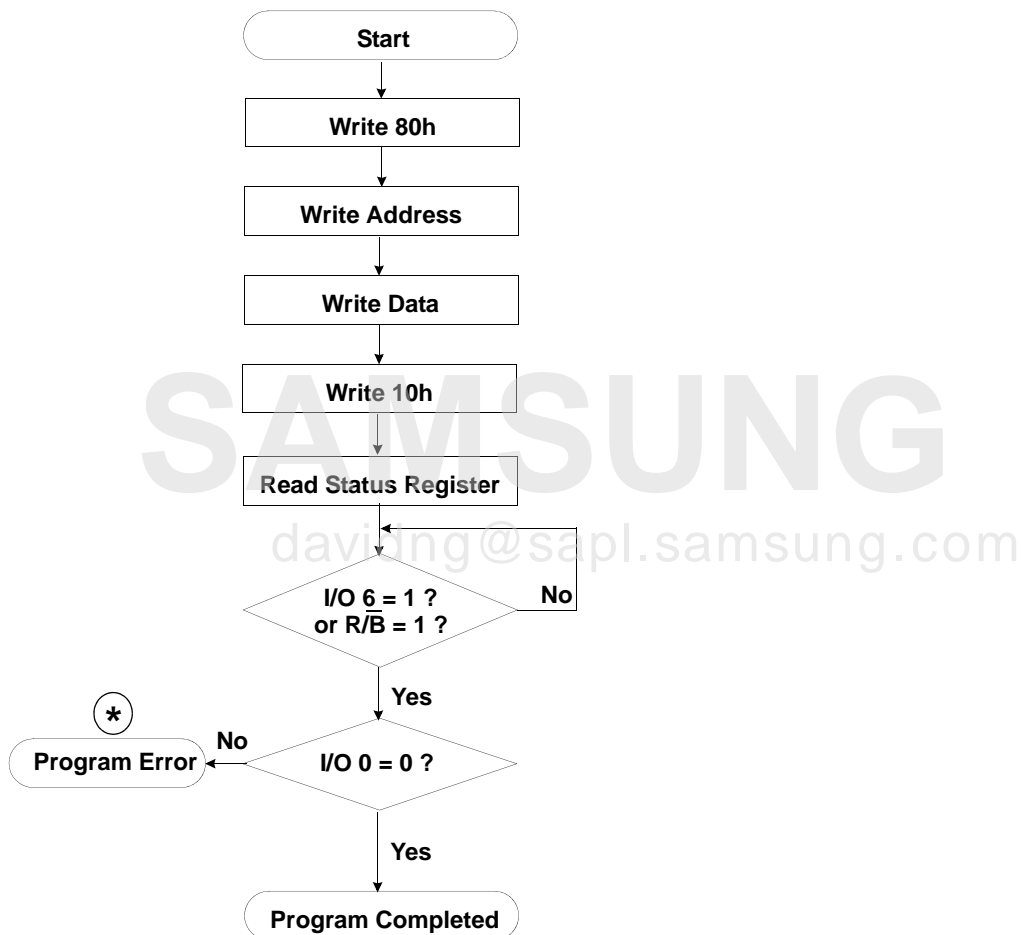 Start
Write 80h
Write Address
Write Data
Write 10h
SAMSUNG
Read Status Register
davidng@sapl.samsung.com
I/O 6 = 1 ?
or R/B̅ = 1 ?
No
Yes
*
No
Program Error
I/O 0 = 0 ?
Yes
Program Completed